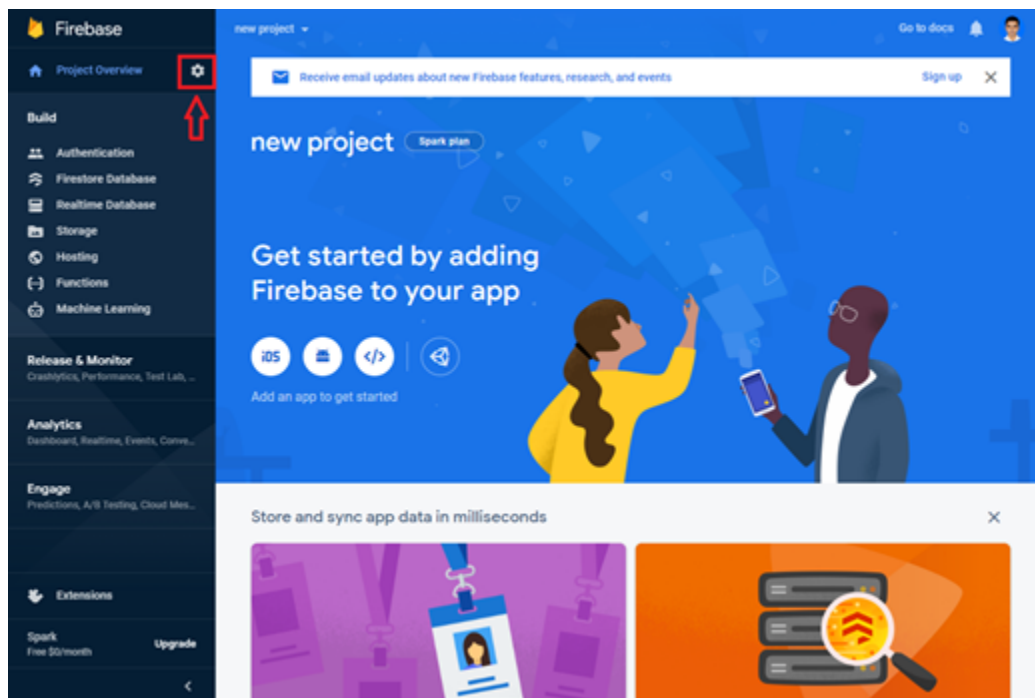 Firebase
Project Overview
Build
Authentication
Firestore Database
Realtime Database
Storage
Hosting
Functions
Machine Learning
Release & Monitor
Crashlytics, Performance, Test Lab, ...
Analytics
Dashboard, Realtime, Events, Conve...
Engage
Predictions, A/B Testing, Cloud Mes...
Extensions
Spark
Free $0/month
Upgrade
new project
Go to docs
Receive email updates about new Firebase features, research, and events
Sign up
new project
Spark plan
Get started by adding
Firebase to your app
iOS
Add an app to get started
Store and sync app data in milliseconds